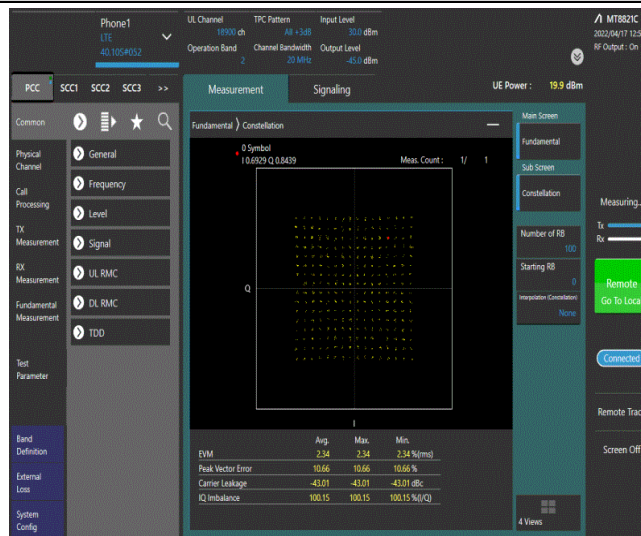 Phone1
LTE
40.10S#052
UL Channel TPC Pattern Input Level
18900 ch All +3dB 30.0 dBm
Operation Band Channel Bandwidth Output Level
2 20 MHz -45.0 dBm
MT8821C
2022/04/17 12:5
RF Output : On
PCC SCC1 SCC2 SCC3 >>
Measurement Signaling
UE Power : 19.9 dBm
Common
Physical
Channel
Call
Processing
TX
Measurement
RX
Measurement
Fundamental
Measurement
Test
Parameter
Band
Definition
External
Loss
System
Config
General
Frequency
Level
Signal
UL RMC
DL RMC
TDD
Fundamental Constellation
0 Symbol
I 0.6929 Q 0.8439 Meas. Count : 1/ 1
Q
I
Avg. Max. Min.
EVM 2.34 2.34 2.34 %(rms)
Peak Vector Error 10.66 10.66 10.66 %
Carrier Leakage -43.01 -43.01 -43.01 dBc
IQ Imbalance 100.15 100.15 100.15 %(I/Q)
Main Screen
Fundamental
Sub Screen
Constellation
Number of RB
100
Starting RB
0
Interpolation (Constellation)
None
4 Views
Measuring..
Tx
Rx
Remote
Go To Local
Connected
Remote Trac
Screen Off